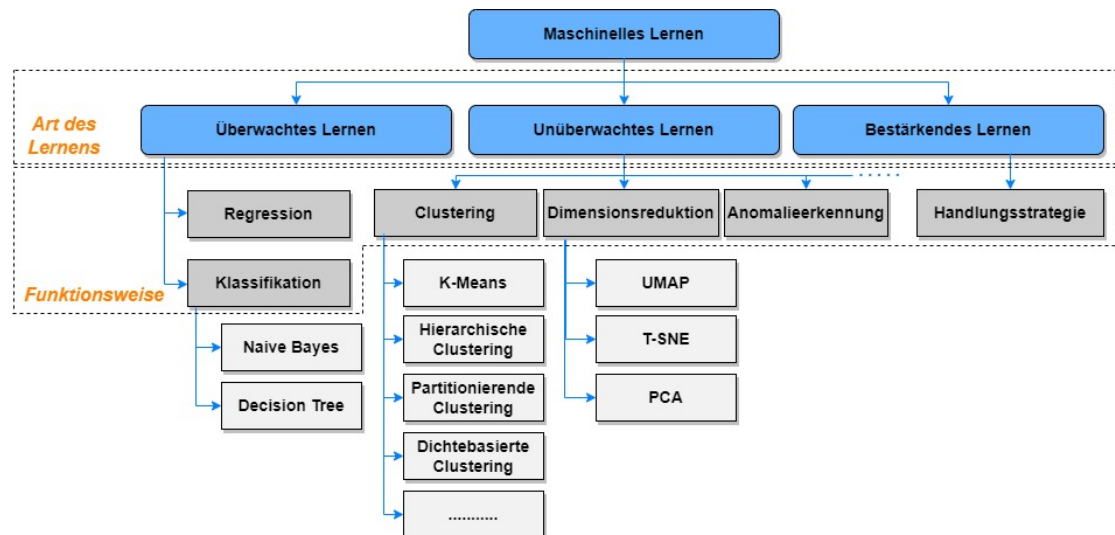 Maschinelles Lernen
Art des
Lernens
Überwachtes Lernen
Unüberwachtes Lernen
Bestärkendes Lernen
Regression
Clustering
Dimensionsreduktion
Anomalieerkennung
Handlungsstrategie
Funktionsweise
Klassifikation
Naive Bayes
Decision Tree
K-Means
Hierarchische
Clustering
Partitionierende
Clustering
Dichtebasierte
Clustering
...........
UMAP
T-SNE
PCA